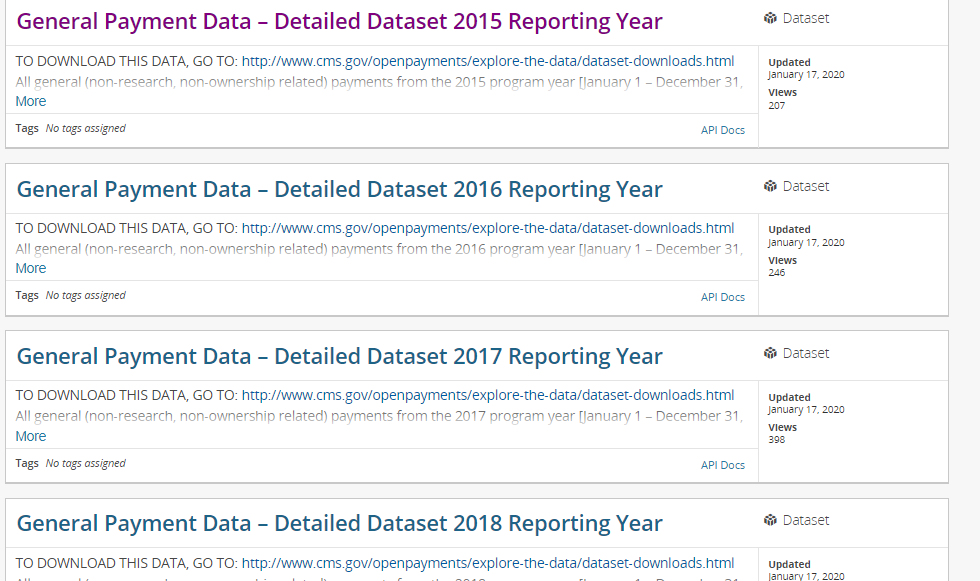 General Payment Data – Detailed Dataset 2015 Reporting Year
Dataset
TO DOWNLOAD THIS DATA, GO TO: http://www.cms.gov/openpayments/explore-the-data/dataset-downloads.html
All general (non-research, non-ownership related) payments from the 2015 program year [January 1 – December 31,
More
Tags No tags assigned
API Docs
Updated
January 17, 2020
Views
207
General Payment Data – Detailed Dataset 2016 Reporting Year
Dataset
TO DOWNLOAD THIS DATA, GO TO: http://www.cms.gov/openpayments/explore-the-data/dataset-downloads.html
All general (non-research, non-ownership related) payments from the 2016 program year [January 1 – December 31,
More
Tags No tags assigned
API Docs
Updated
January 17, 2020
Views
246
General Payment Data – Detailed Dataset 2017 Reporting Year
Dataset
TO DOWNLOAD THIS DATA, GO TO: http://www.cms.gov/openpayments/explore-the-data/dataset-downloads.html
All general (non-research, non-ownership related) payments from the 2017 program year [January 1 – December 31,
More
Tags No tags assigned
API Docs
Updated
January 17, 2020
Views
398
General Payment Data – Detailed Dataset 2018 Reporting Year
Dataset
TO DOWNLOAD THIS DATA, GO TO: http://www.cms.gov/openpayments/explore-the-data/dataset-downloads.html
Updated
January 17, 2020